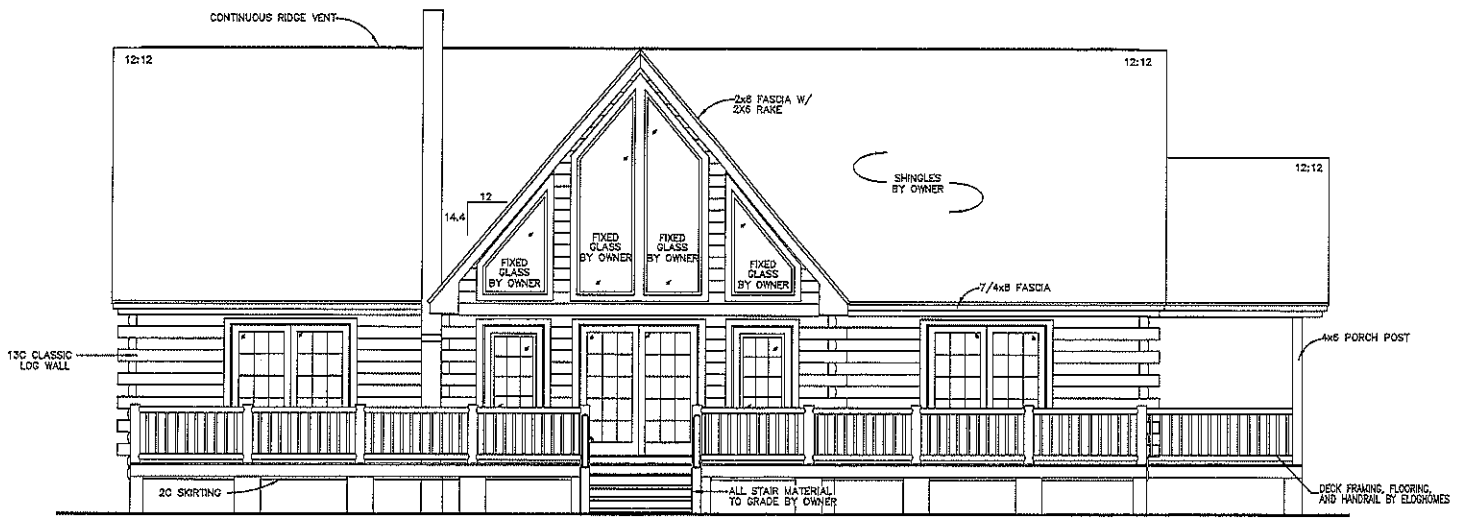 CONTINUOUS RIDGE VENT
12:12
12:12
2x8 FASCIA W/
2X6 RAKE
12:12
SHINGLES
BY OWNER
12
14.4
FIXED
GLASS
BY OWNER
FIXED
GLASS
BY OWNER
FIXED
GLASS
BY OWNER
FIXED
GLASS
BY OWNER
7/4x8 FASCIA
13C CLASSIC
LOG WALL
4x6 PORCH POST
2C SKIRTING
ALL STAIR MATERIAL
TO GRADE BY OWNER
DECK FRAMING, FLOORING,
AND HANDRAIL BY ELOGHOMES